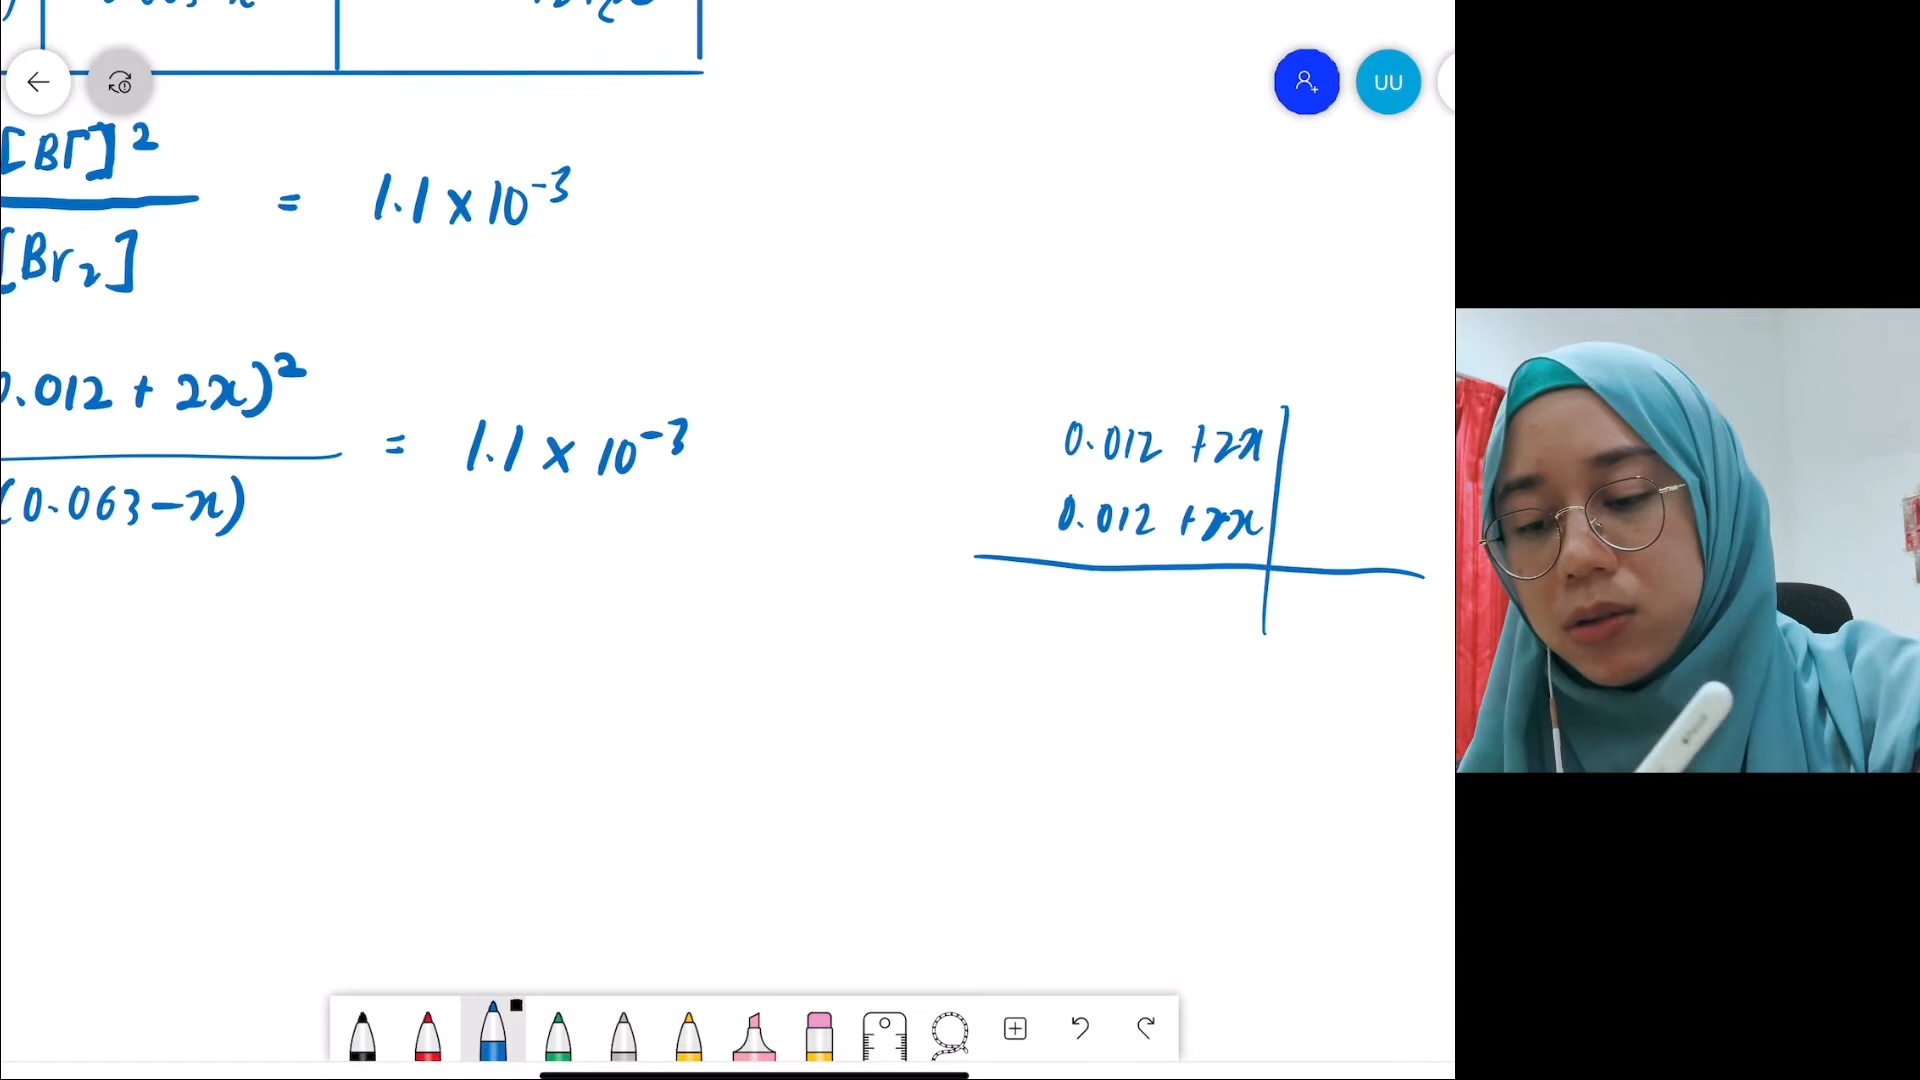 [Br]²
= 1.1 × 10⁻³
[Br₂]
0.012 + 2x)²
= 1.1 × 10⁻³
(0.063 - x)
0.012 + 2x
0.012 + 2x
UU